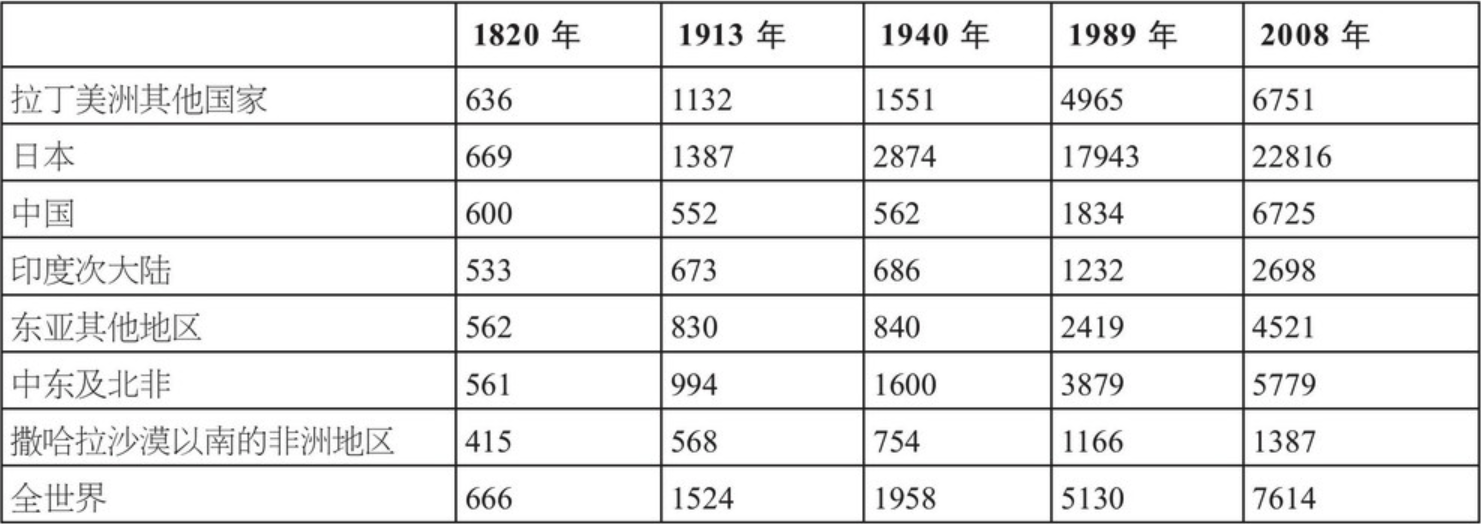 1820 年 1913 年 1940 年 1989 年 2008 年
拉丁美洲其他国家 636 1132 1551 4965 6751
日本 669 1387 2874 17943 22816
中国 600 552 562 1834 6725
印度次大陆 533 673 686 1232 2698
东亚其他地区 562 830 840 2419 4521
中东及北非 561 994 1600 3879 5779
撒哈拉沙漠以南的非洲地区 415 568 754 1166 1387
全世界 666 1524 1958 5130 7614